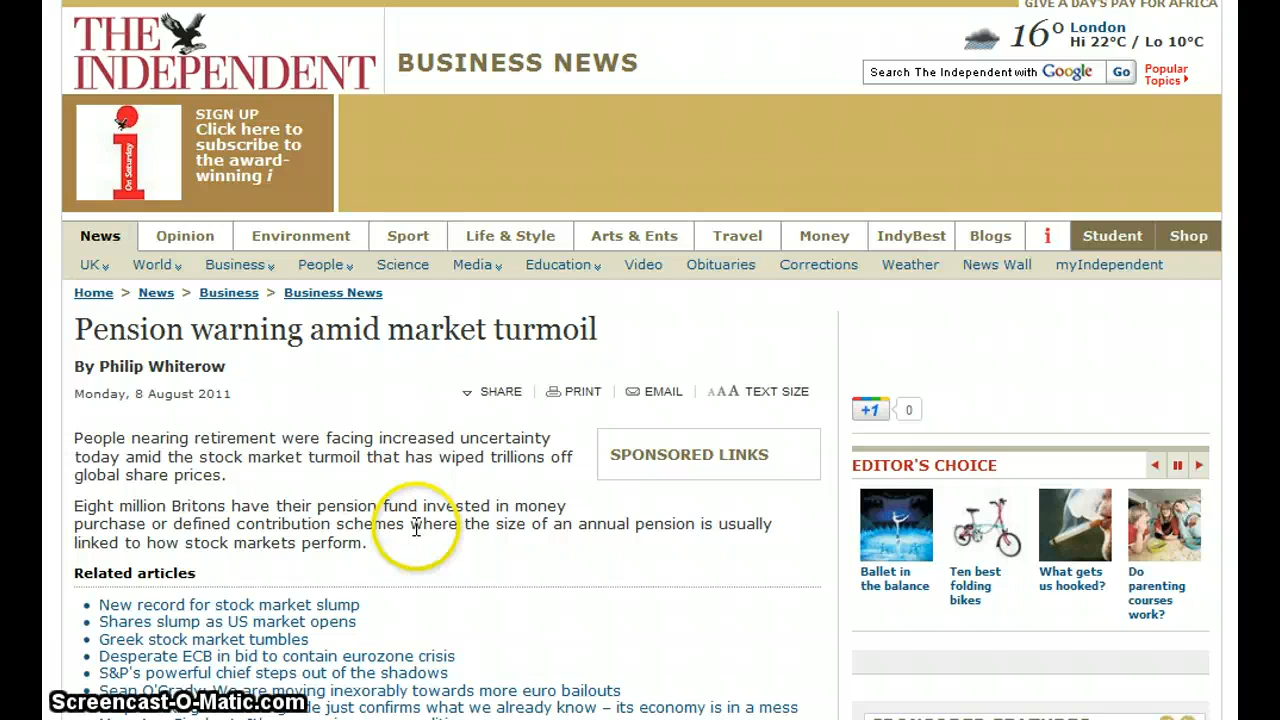 GIVE A DAY'S PAY FOR AFRICA
THE INDEPENDENT
BUSINESS NEWS
16° London
Hi 22°C / Lo 10°C
Search The Independent with Google Go
Popular Topics
On Saturday
i
SIGN UP
Click here to
subscribe to
the award-
winning i
News Opinion Environment Sport Life & Style Arts & Ents Travel Money IndyBest Blogs i Student Shop
UK World Business People Science Media Education Video Obituaries Corrections Weather News Wall myIndependent
Home > News > Business > Business News
Pension warning amid market turmoil
By Philip Whiterow
Monday, 8 August 2011
SHARE PRINT EMAIL AAA TEXT SIZE
People nearing retirement were facing increased uncertainty
today amid the stock market turmoil that has wiped trillions off
global share prices.
SPONSORED LINKS
Eight million Britons have their pension fund invested in money
purchase or defined contribution schemes where the size of an annual pension is usually
linked to how stock markets perform.
Related articles
• New record for stock market slump
• Shares slump as US market opens
• Greek stock market tumbles
• Desperate ECB in bid to contain eurozone crisis
• S&P's powerful chief steps out of the shadows
• Sean O'Grady: We are moving inexorably towards more euro bailouts
de just confirms what we already know – its economy is in a mess
+1 0
EDITOR'S CHOICE
Ballet in
the balance
Ten best
folding
bikes
What gets
us hooked?
Do
parenting
courses
work?
SPONSORED FEATURES
Screencast-O-Matic.com